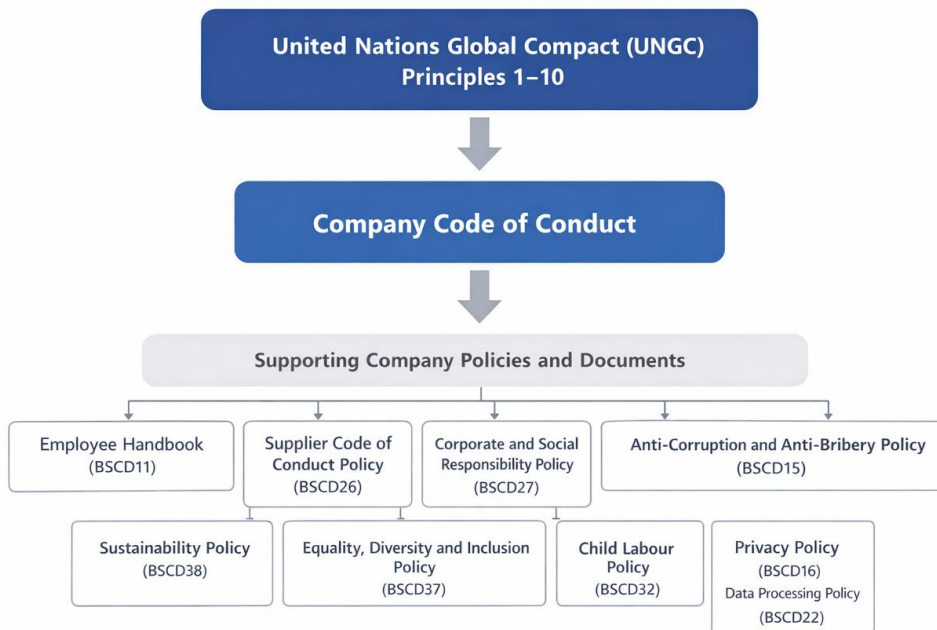 United Nations Global Compact (UNGC)
Principles 1–10
Company Code of Conduct
Supporting Company Policies and Documents
Employee Handbook
(BSCD11)
Supplier Code of
Conduct Policy
(BSCD26)
Corporate and Social
Responsibility Policy
(BSCD27)
Anti-Corruption and Anti-Bribery Policy
(BSCD15)
Sustainability Policy
(BSCD38)
Equality, Diversity and Inclusion
Policy
(BSCD37)
Child Labour
Policy
(BSCD32)
Privacy Policy
(BSCD16)
Data Processing Policy
(BSCD22)